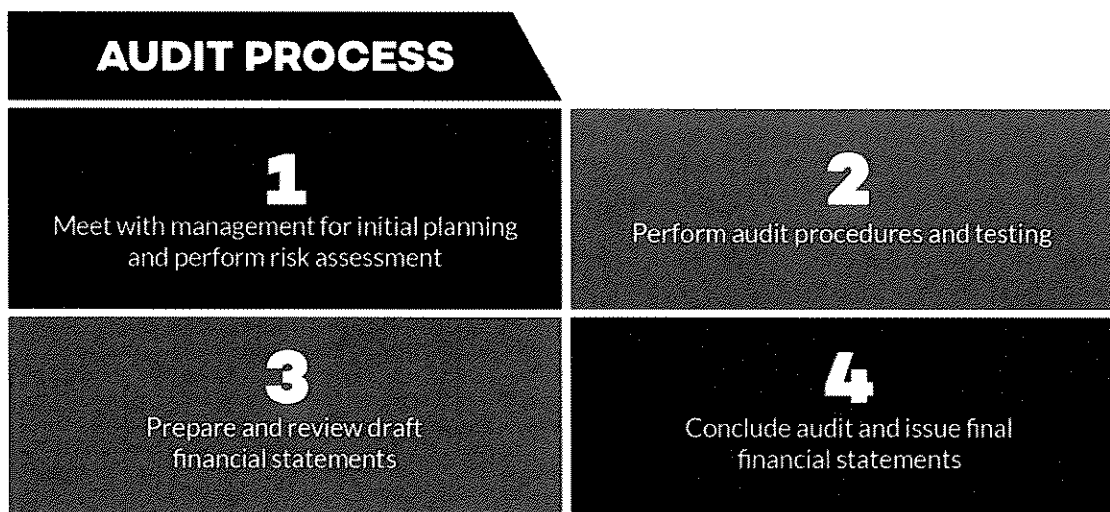 AUDIT PROCESS
1
Meet with management for initial planning
and perform risk assessment
2
Perform audit procedures and testing
3
Prepare and review draft
financial statements
4
Conclude audit and issue final
financial statements